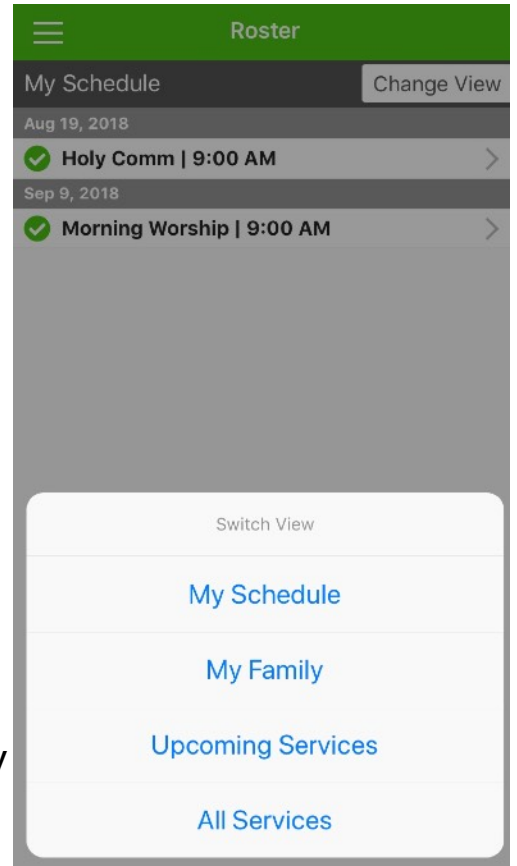 Roster
My Schedule Change View
Aug 19, 2018
Holy Comm | 9:00 AM
Sep 9, 2018
Morning Worship | 9:00 AM
Switch View
My Schedule
My Family
Upcoming Services
All Services